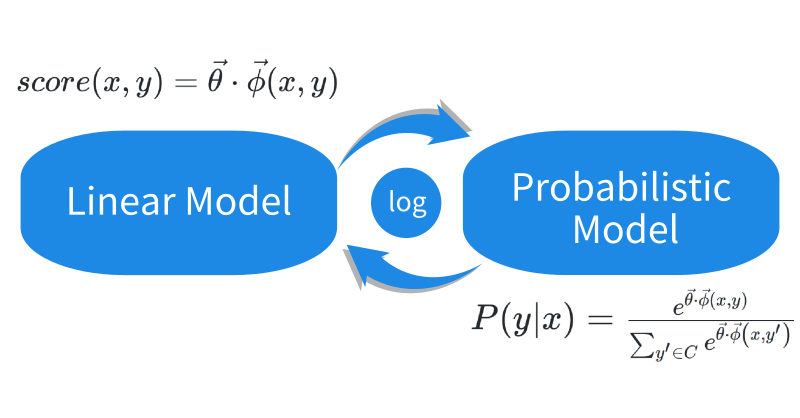 score(x, y) = θ⃗ · ϕ⃗(x, y)
Linear Model
log
Probabilistic
Model
P(y|x) = e^{θ⃗·ϕ⃗(x,y)} / ∑_{y′∈C} e^{θ⃗·ϕ⃗(x,y′)}